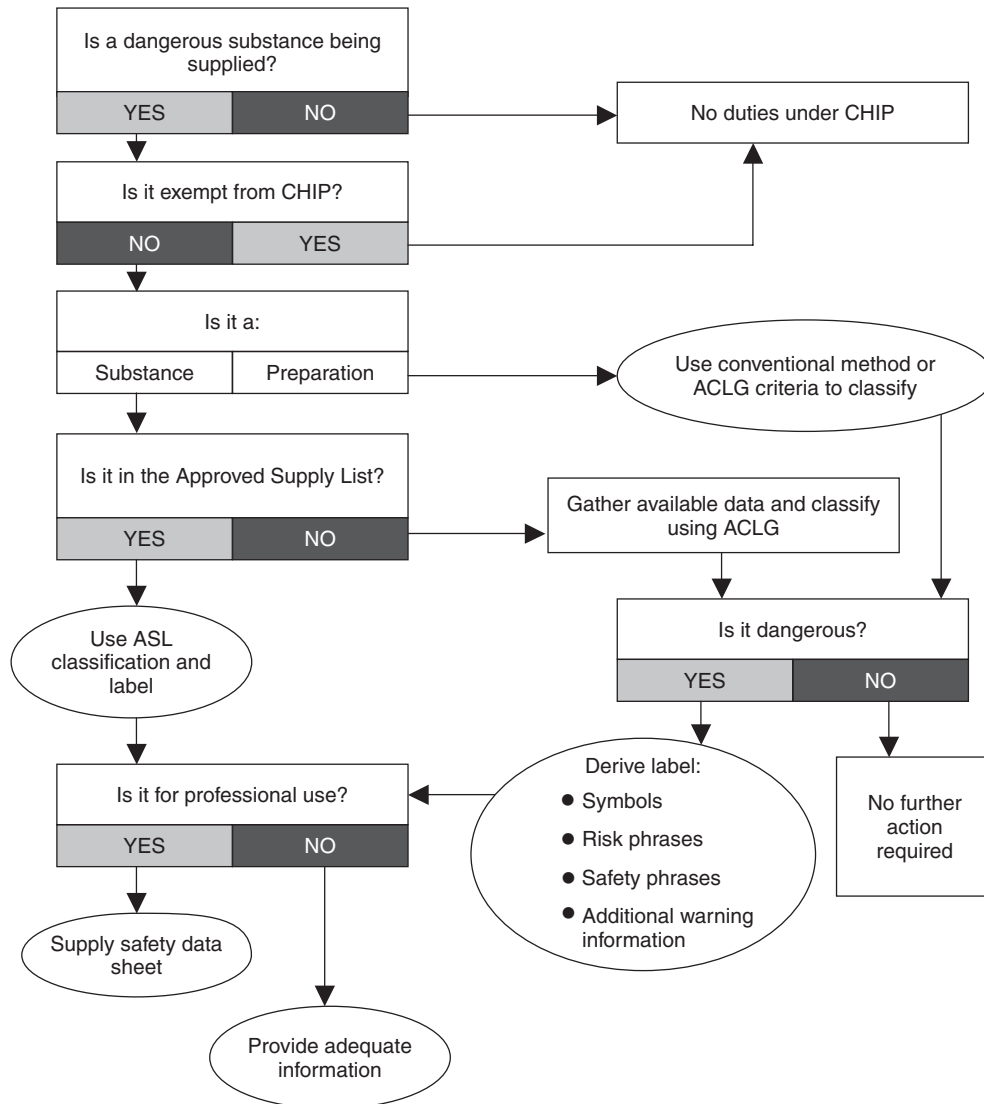 Is a dangerous substance being
supplied?
YES
NO
No duties under CHIP
Is it exempt from CHIP?
NO
YES
Is it a:
Substance
Preparation
Use conventional method or
ACLG criteria to classify
Is it in the Approved Supply List?
YES
NO
Gather available data and classify
using ACLG
Use ASL
classification and
label
Is it dangerous?
YES
NO
Derive label:
● Symbols
● Risk phrases
● Safety phrases
● Additional warning
information
No further
action
required
Is it for professional use?
YES
NO
Supply safety data
sheet
Provide adequate
information